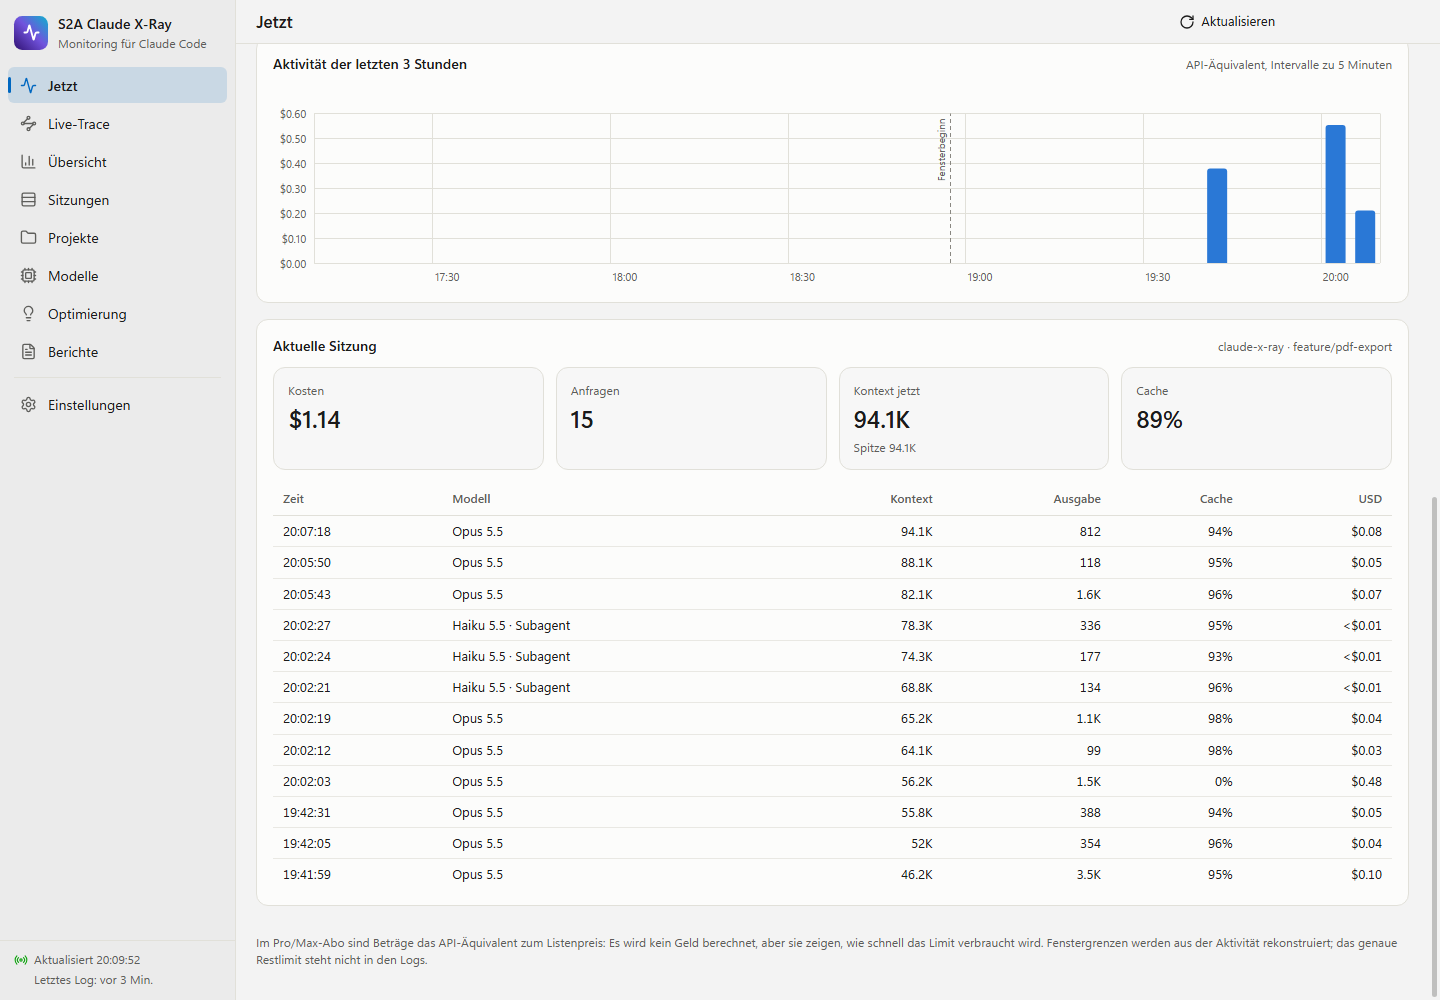 S2A Claude X-Ray
Monitoring für Claude Code
Jetzt
Live-Trace
Übersicht
Sitzungen
Projekte
Modelle
Optimierung
Berichte
Einstellungen
Aktualisiert 20:09:52
Letztes Log: vor 3 Min.
Jetzt
Aktualisieren
Aktivität der letzten 3 Stunden
API-Äquivalent, Intervalle zu 5 Minuten
$0.60
$0.50
$0.40
$0.30
$0.20
$0.10
$0.00
Fensterbeginn
17:30 18:00 18:30 19:00 19:30 20:00
Aktuelle Sitzung
claude-x-ray · feature/pdf-export
Kosten
$1.14
Anfragen
15
Kontext jetzt
94.1K
Spitze 94.1K
Cache
89%
Zeit Modell Kontext Ausgabe Cache USD
20:07:18 Opus 5.5 94.1K 812 94% $0.08
20:05:50 Opus 5.5 88.1K 118 95% $0.05
20:05:43 Opus 5.5 82.1K 1.6K 96% $0.07
20:02:27 Haiku 5.5 · Subagent 78.3K 336 95% <$0.01
20:02:24 Haiku 5.5 · Subagent 74.3K 177 93% <$0.01
20:02:21 Haiku 5.5 · Subagent 68.8K 134 96% <$0.01
20:02:19 Opus 5.5 65.2K 1.1K 98% $0.04
20:02:12 Opus 5.5 64.1K 99 98% $0.03
20:02:03 Opus 5.5 56.2K 1.5K 0% $0.48
19:42:31 Opus 5.5 55.8K 388 94% $0.05
19:42:05 Opus 5.5 52K 354 96% $0.04
19:41:59 Opus 5.5 46.2K 3.5K 95% $0.10
Im Pro/Max-Abo sind Beträge das API-Äquivalent zum Listenpreis: Es wird kein Geld berechnet, aber sie zeigen, wie schnell das Limit verbraucht wird. Fenstergrenzen werden aus der Aktivität rekonstruiert; das genaue
Restlimit steht nicht in den Logs.